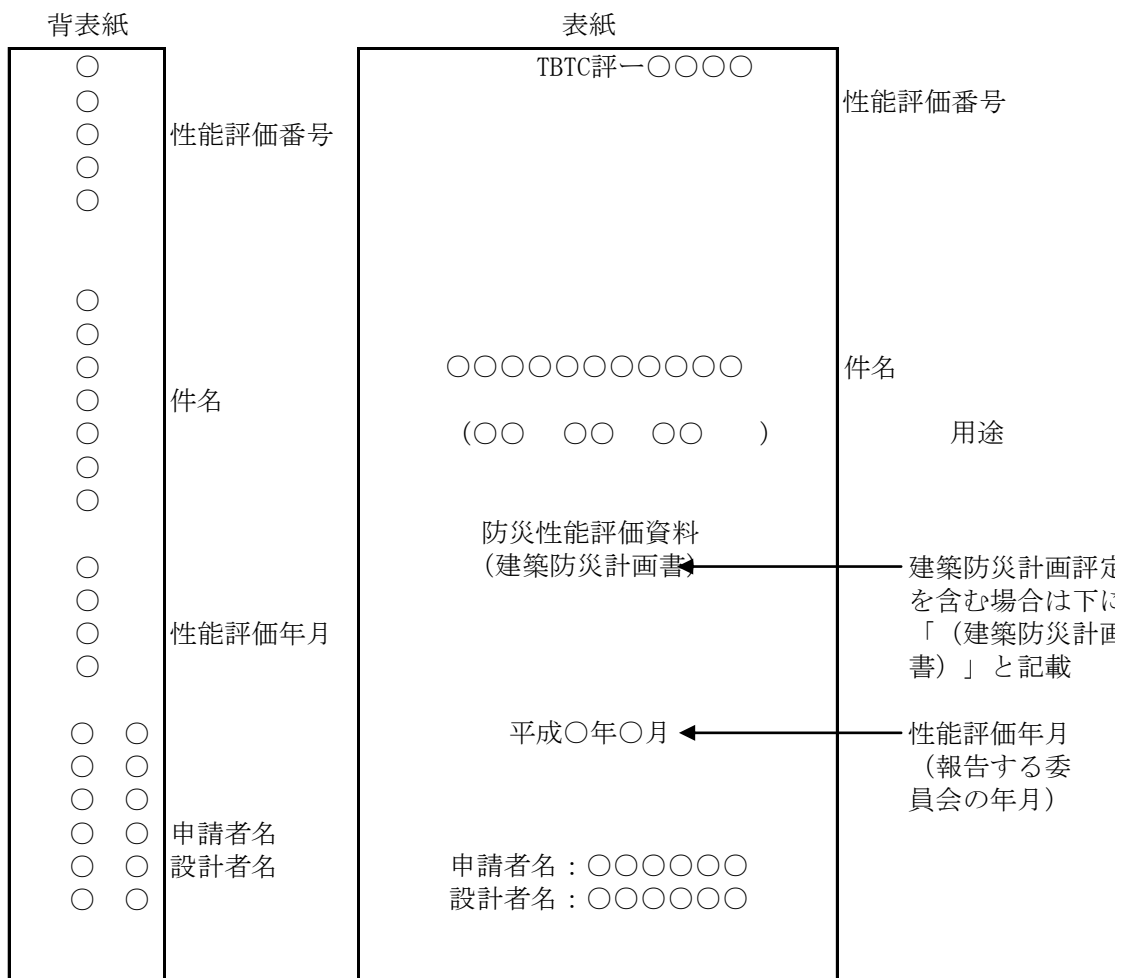 背表紙
○
○
○
○
○
性能評価番号
○
○
○
○
○
○
○
件名
○
○
○
○
性能評価年月
○ ○
○ ○
○ ○
○ ○
○ ○
○ ○
申請者名
設計者名
表紙
TBTC評ー○○○○
性能評価番号
○○○○○○○○○○○
件名
(○○ ○○ ○○ )
用途
防災性能評価資料
(建築防災計画書)
建築防災計画評定
を含む場合は下に
「(建築防災計画
書)」と記載
平成○年○月
性能評価年月
(報告する委
員会の年月)
申請者名:○○○○○○
設計者名:○○○○○○